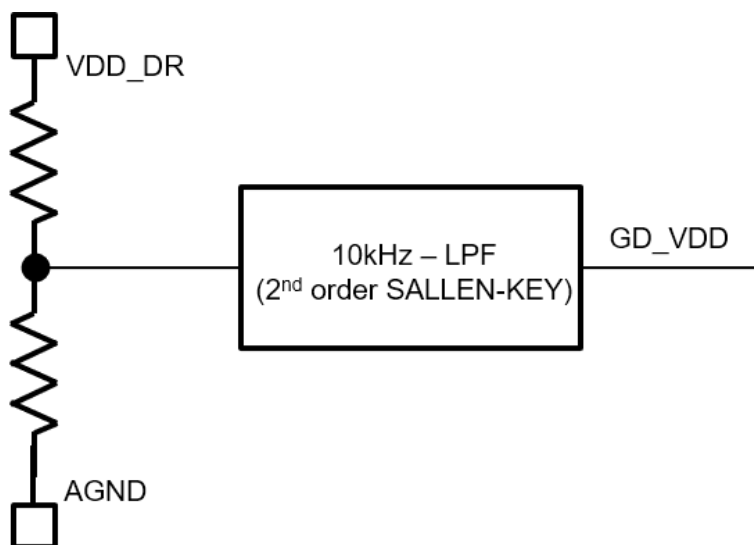 VDD_DR
10kHz – LPF
(2nd order SALLEN-KEY)
GD_VDD
AGND